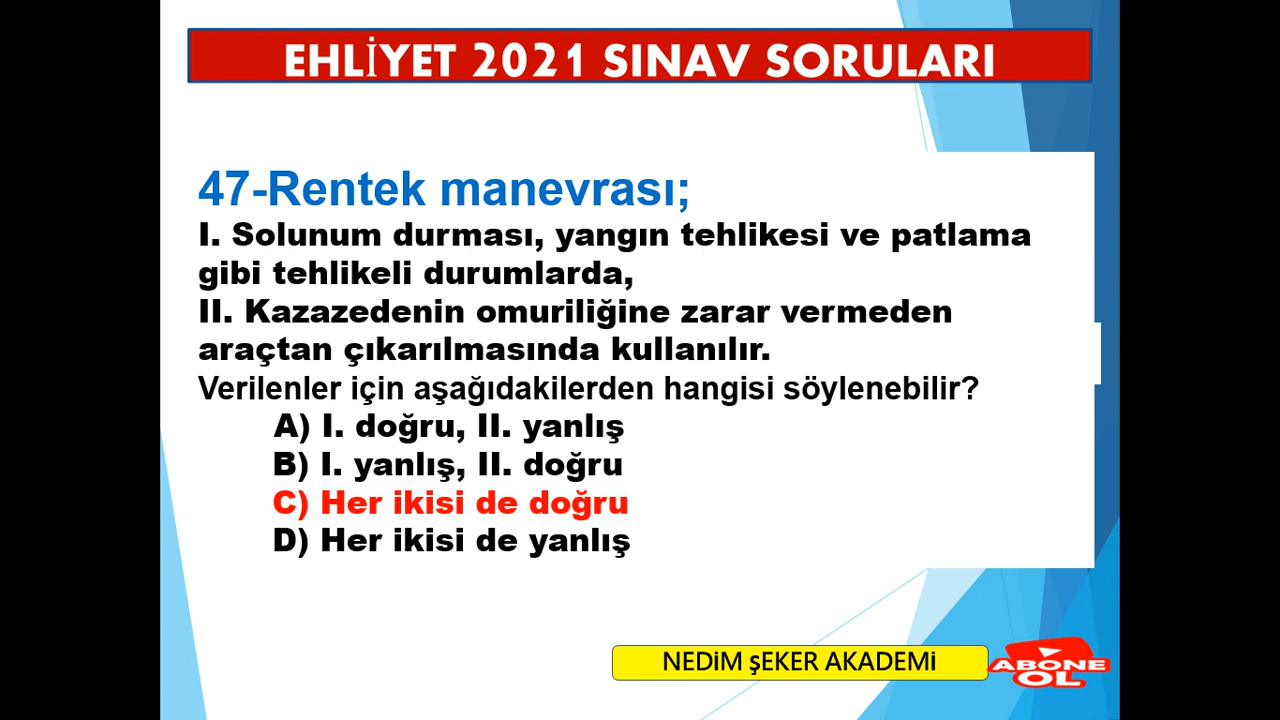 EHLİYET 2021 SINAV SORULARI
47-Rentek manevrası;
I. Solunum durması, yangın tehlikesi ve patlama
gibi tehlikeli durumlarda,
II. Kazazedenin omuriliğine zarar vermeden
araçtan çıkarılmasında kullanılır.
Verilenler için aşağıdakilerden hangisi söylenebilir?
A) I. doğru, II. yanlış
B) I. yanlış, II. doğru
C) Her ikisi de doğru
D) Her ikisi de yanlış
NEDİM ŞEKER AKADEMİ
ABONE
OL